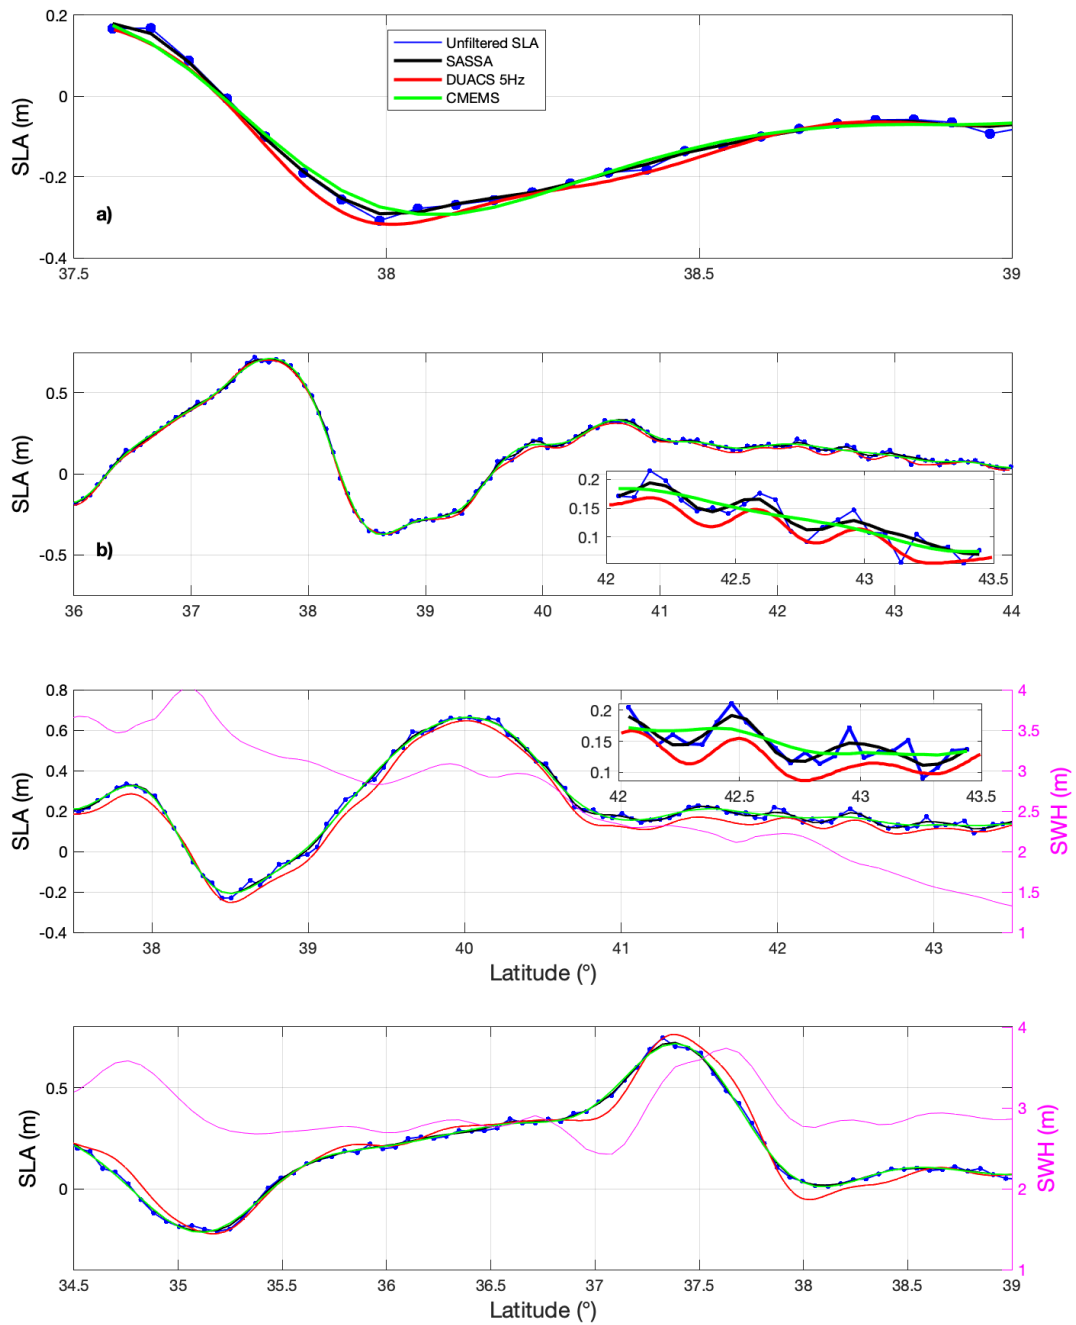 0.2
0
-0.2
-0.4
SLA (m)
a)
Unfiltered SLA
SASSA
DUACS 5Hz
CMEMS
37.5 38 38.5 39
0.5
0
-0.5
SLA (m)
b)
0.2
0.15
0.1
42 42.5 43 43.5
36 37 38 39 40 41 42 43 44
0.8
0.6
0.4
0.2
0
-0.2
-0.4
SLA (m)
0.2
0.15
0.1
42 42.5 43 43.5
4
3.5
3
2.5
2
1.5
1
SWH (m)
38 39 40 41 42 43
Latitude (°)
0.5
0
SLA (m)
4
3
2
1
SWH (m)
34.5 35 35.5 36 36.5 37 37.5 38 38.5 39
Latitude (°)